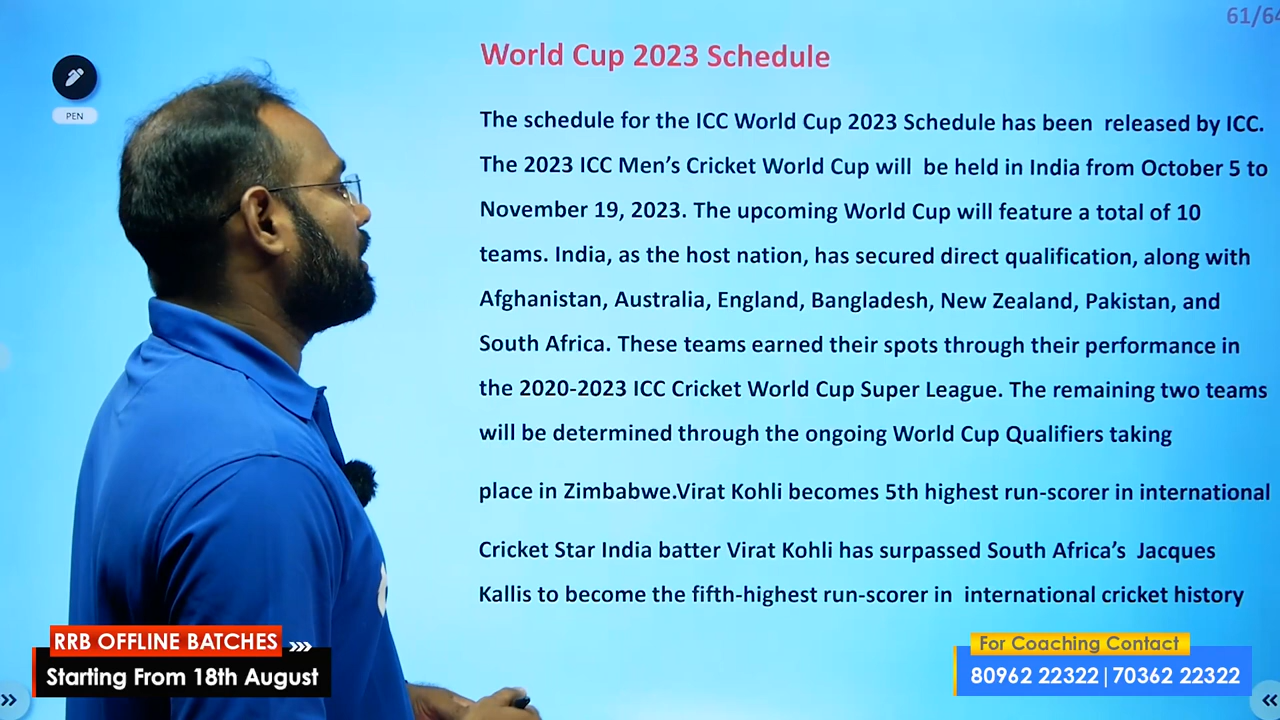 61/64
World Cup 2023 Schedule
PEN
The schedule for the ICC World Cup 2023 Schedule has been released by ICC.
The 2023 ICC Men’s Cricket World Cup will be held in India from October 5 to
November 19, 2023. The upcoming World Cup will feature a total of 10
teams. India, as the host nation, has secured direct qualification, along with
Afghanistan, Australia, England, Bangladesh, New Zealand, Pakistan, and
South Africa. These teams earned their spots through their performance in
the 2020-2023 ICC Cricket World Cup Super League. The remaining two teams
will be determined through the ongoing World Cup Qualifiers taking
place in Zimbabwe.Virat Kohli becomes 5th highest run-scorer in international
Cricket Star India batter Virat Kohli has surpassed South Africa’s Jacques
Kallis to become the fifth-highest run-scorer in international cricket history
RRB OFFLINE BATCHES
Starting From 18th August
For Coaching Contact
80962 22322|70362 22322